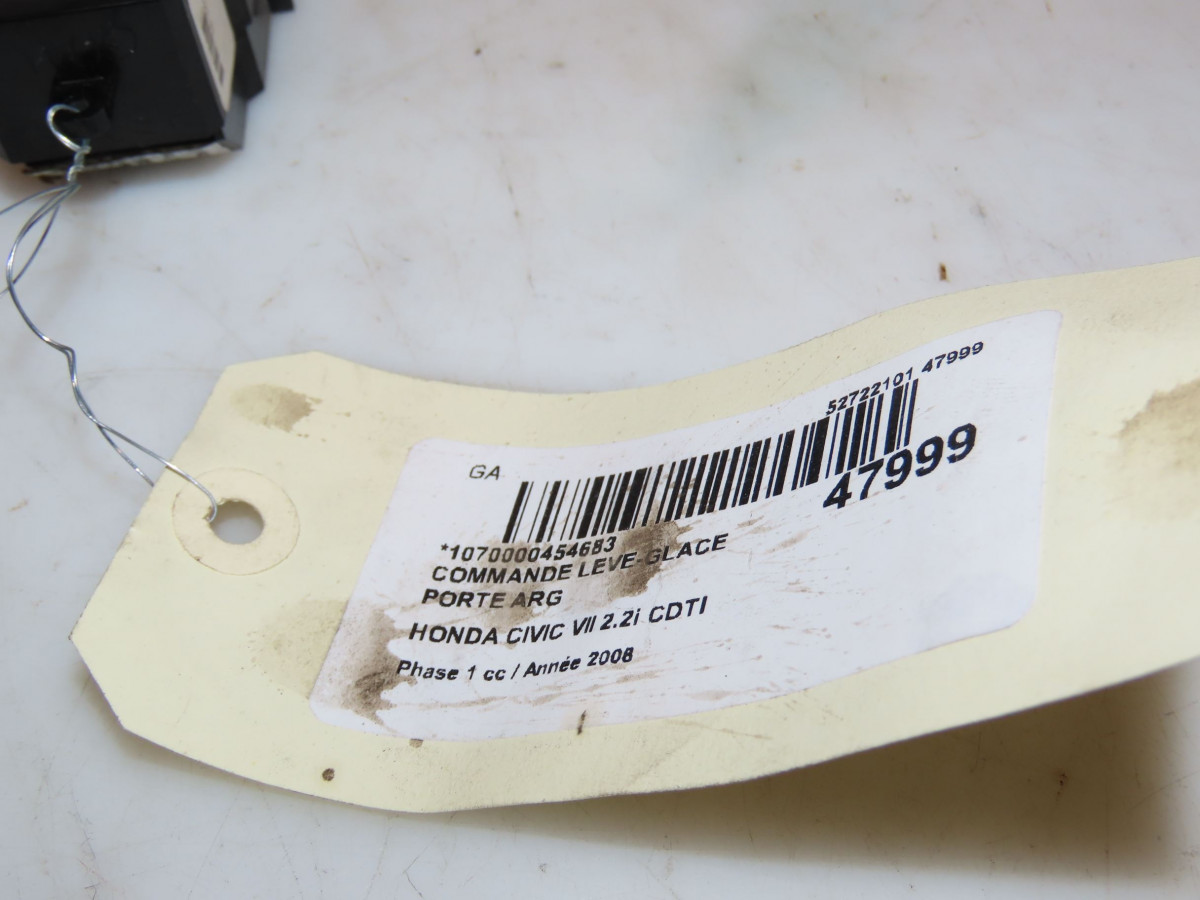 52722101 47999
GA
47999
*1070000454683
COMMANDE LEVE-GLACE
PORTE ARG
HONDA CIVIC VII 2.2i CDTI
Phase 1 cc / Année 2008